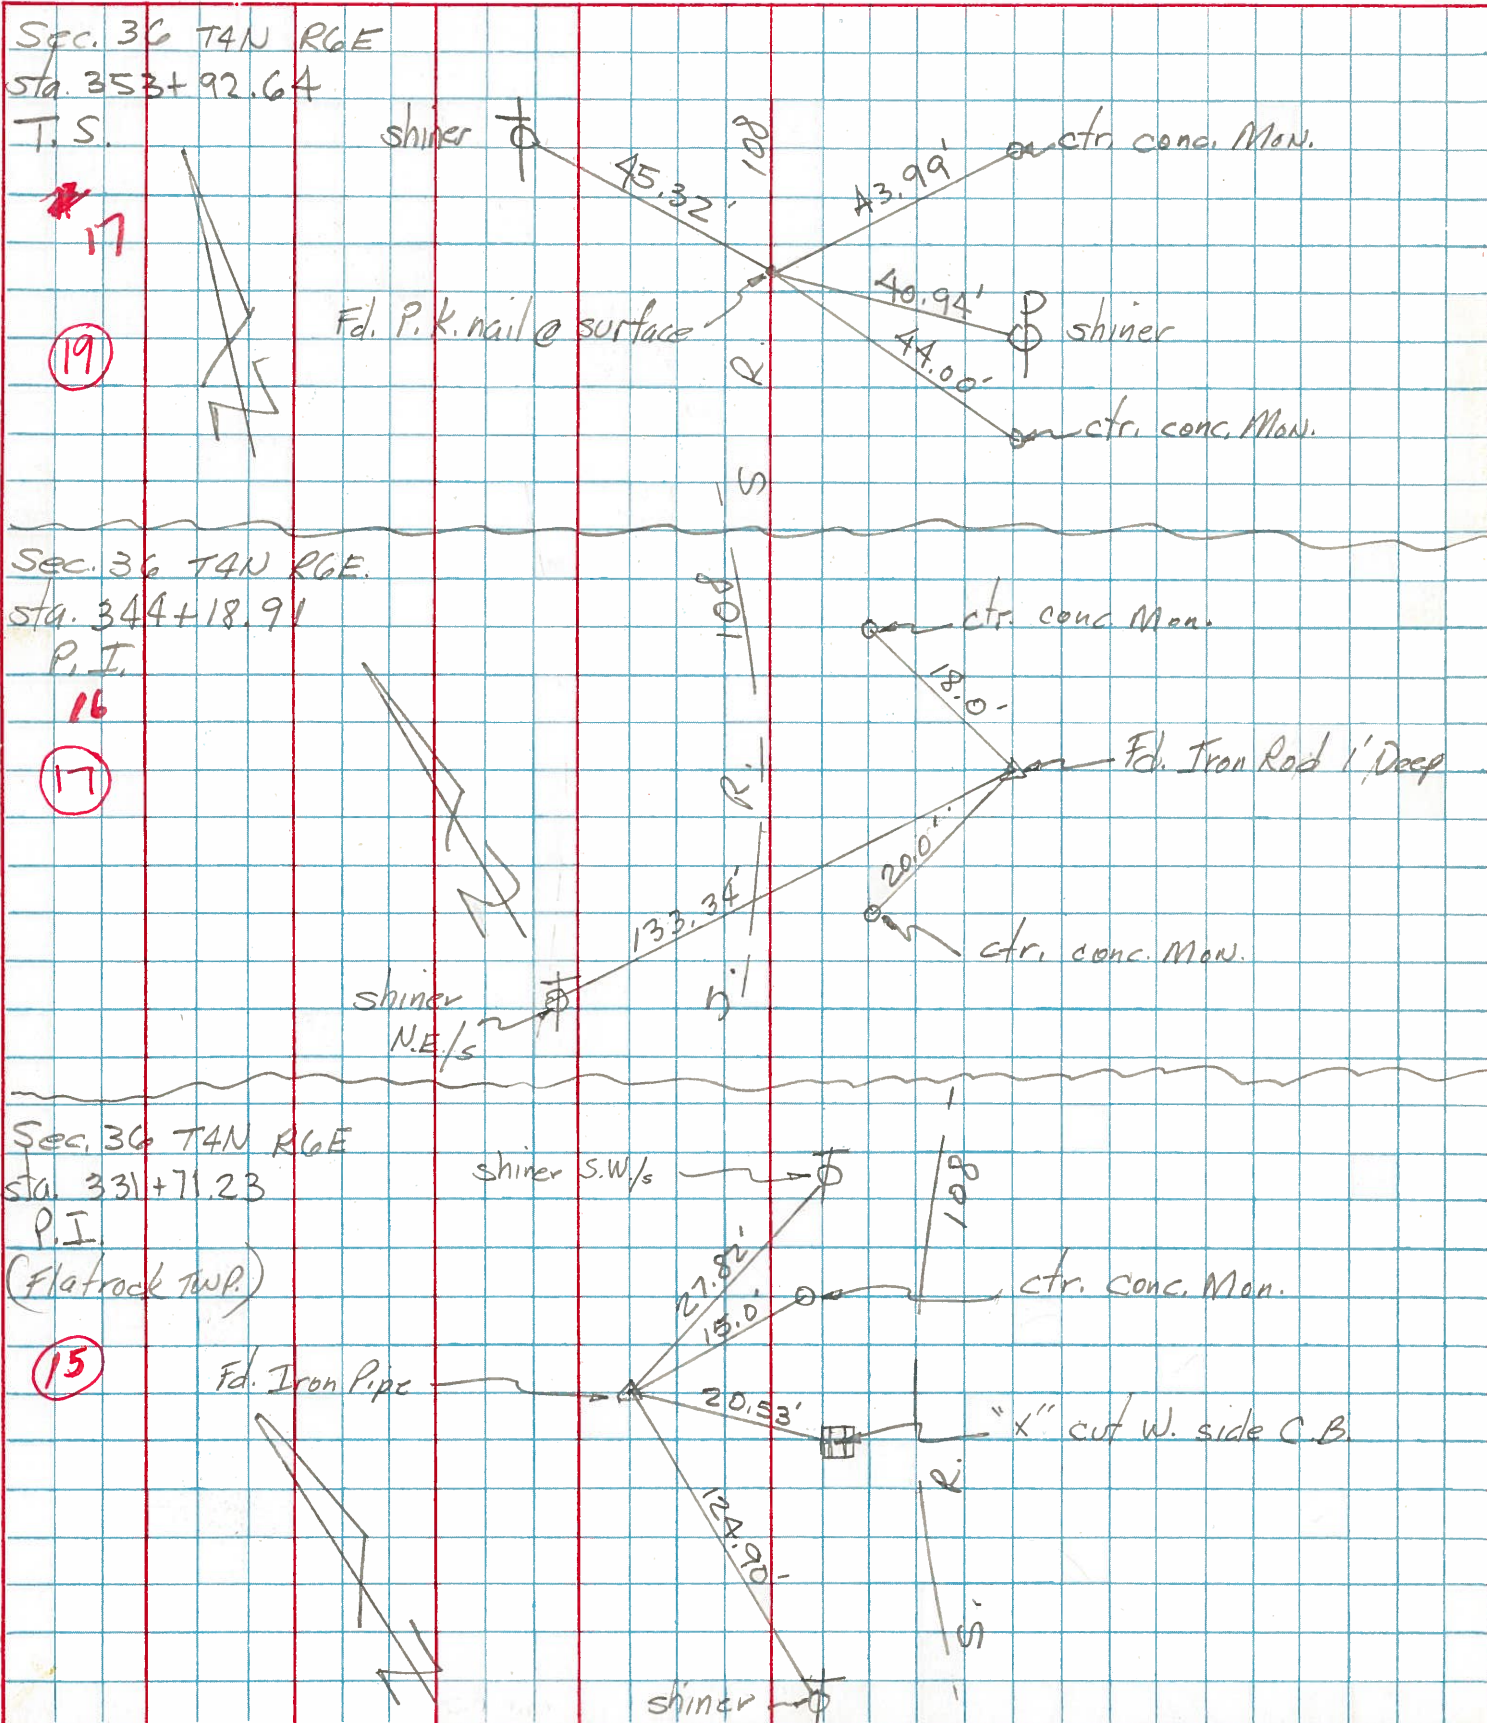 Sec. 36 T4N R6E
sta. 353+92.64
T.S.
17
19
shiner
45.32'
108
43.99'
ctr. conc. Mon.
Fd. P.K. nail @ surface
40.94'
shiner
R.
44.00'
ctr. conc. Mon.
S
Sec. 36 T4N R6E.
sta. 344+18.91
P.I.
16
17
108
ctr. conc. Mon.
18.0'
R.
Fd. Iron Rod 1' Deep
20.0'
133.34'
ctr. conc. Mon.
shiner
N.E./s
Sec. 36 T4N R6E
sta. 331+71.23
P.I.
(Flatrock TWP.)
15
shiner S.W./s
108
27.82'
15.0'
ctr. conc. Mon.
Fd. Iron Pipe
20.53'
"X" cut W. side C.B.
R.
124.90'
S.
shiner